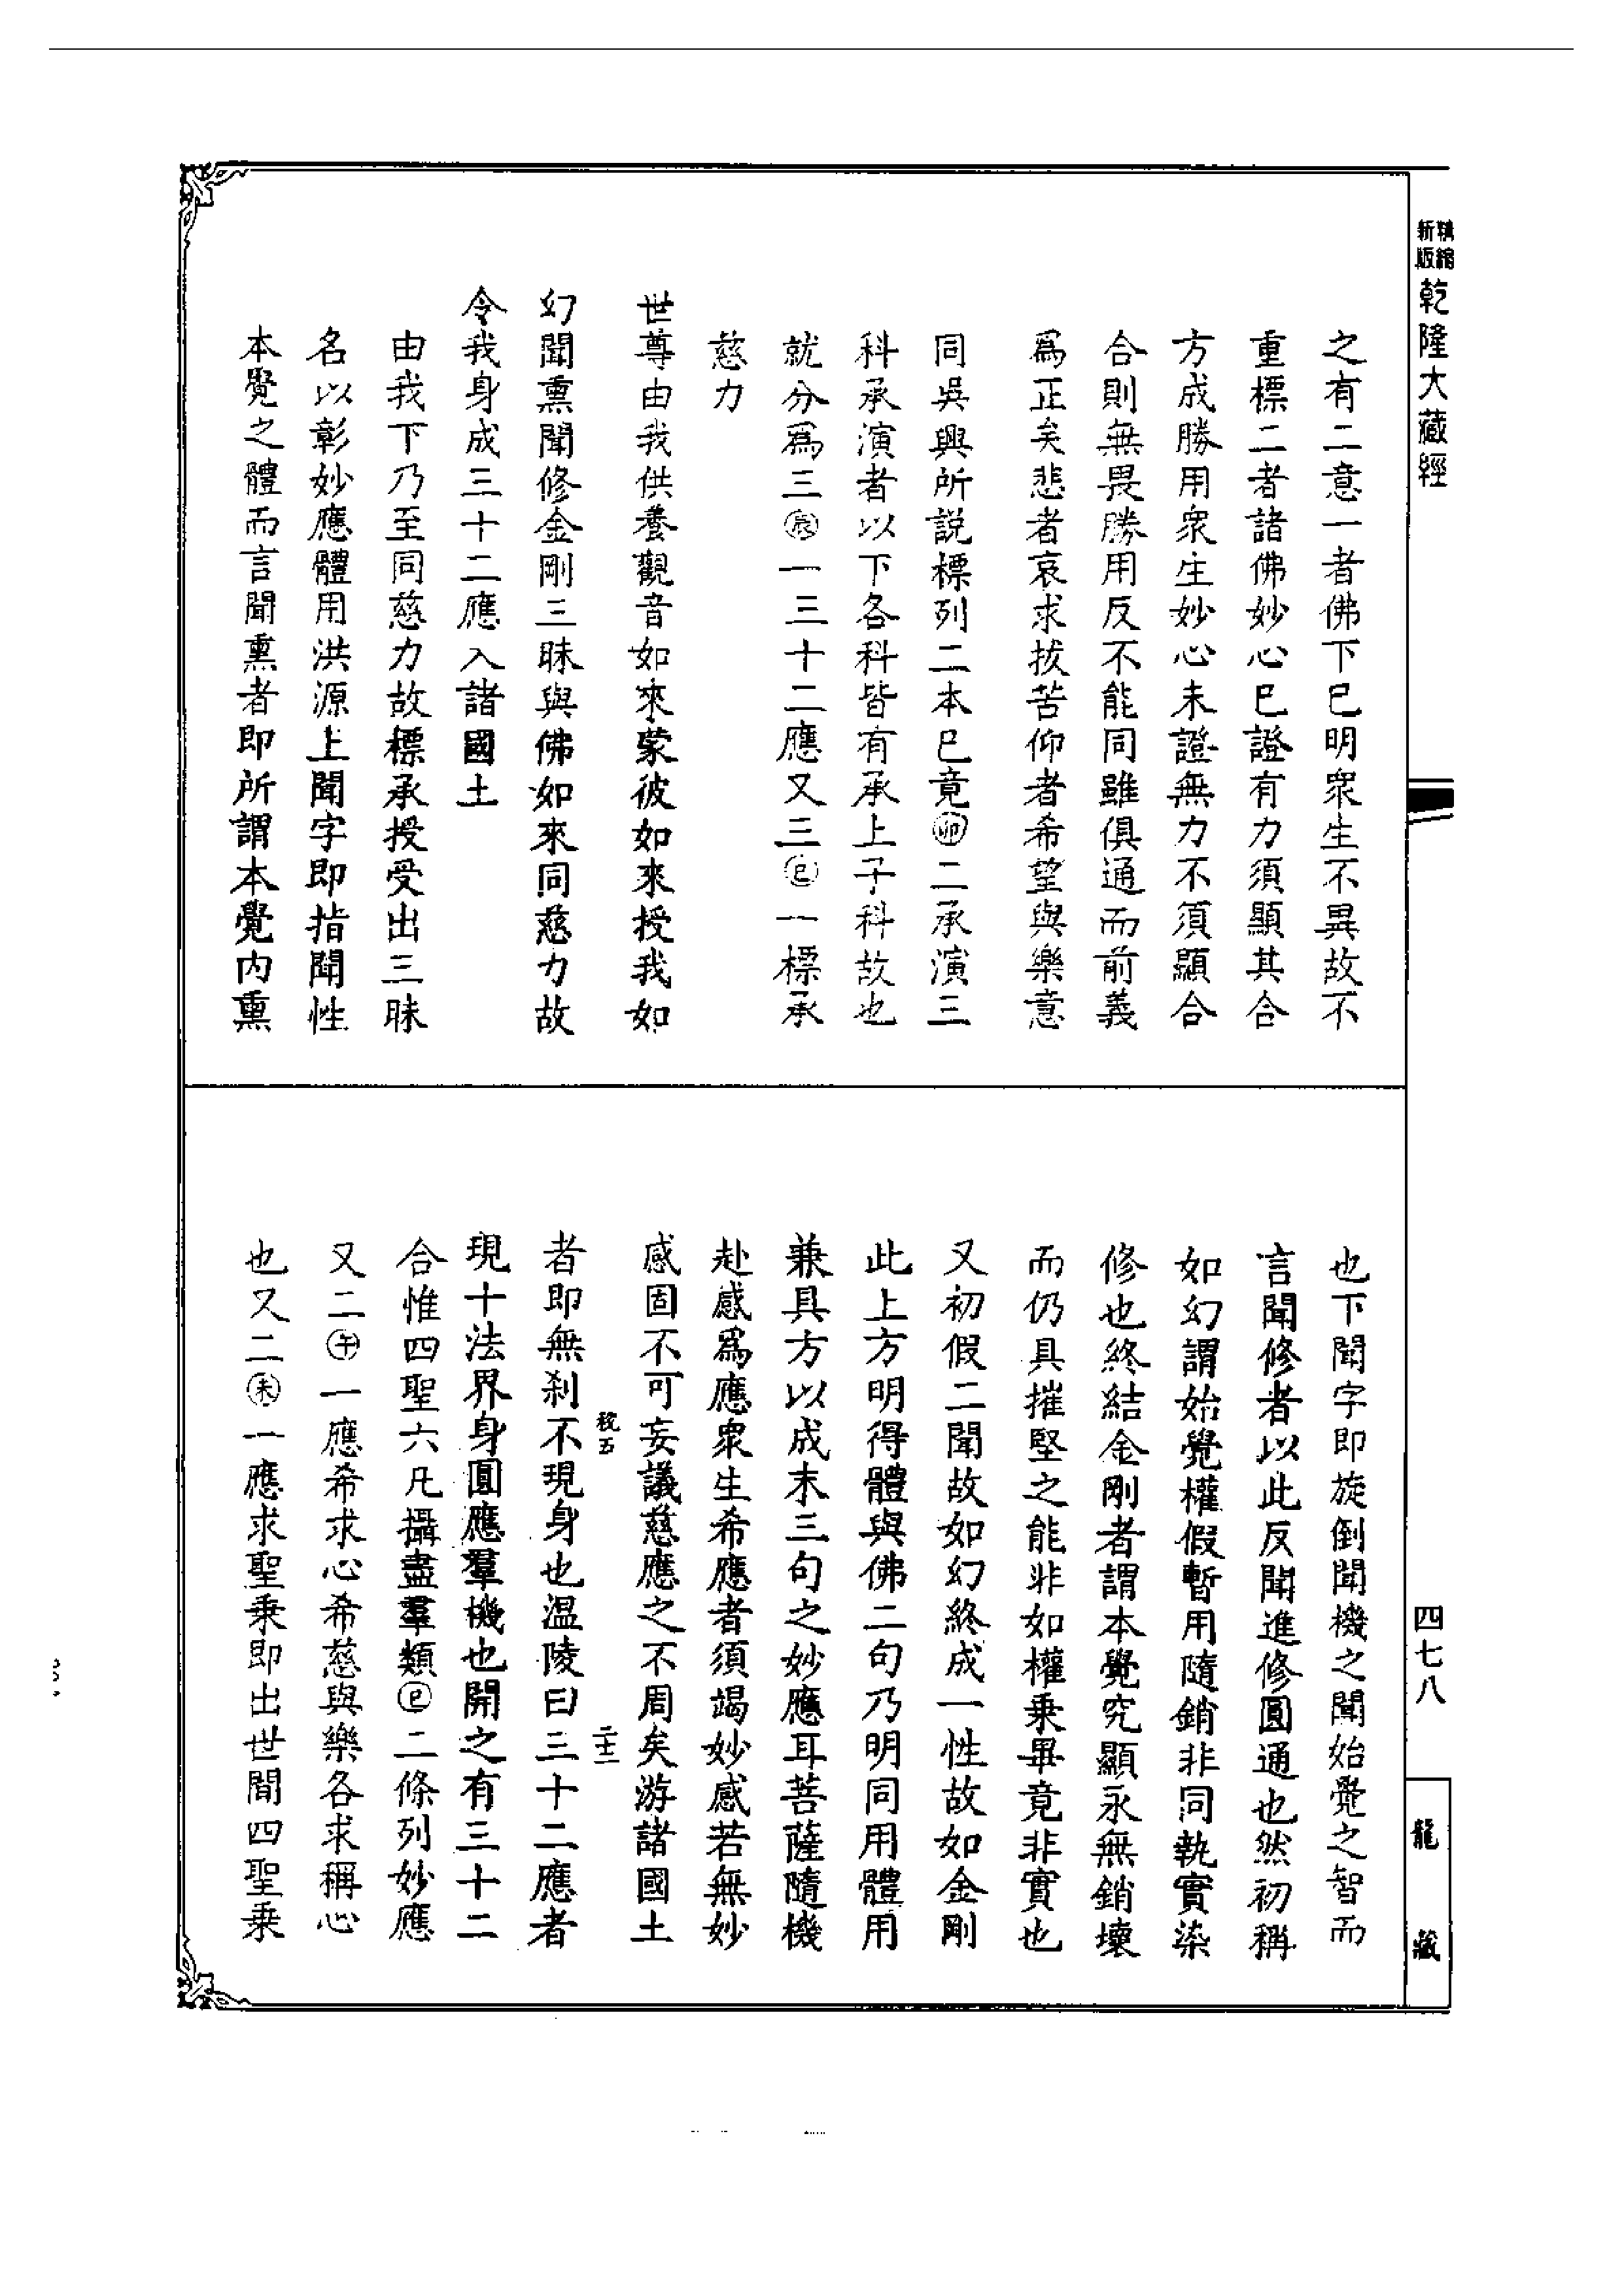 新版精縮
乾隆大藏經
之有二意一者佛下巳明衆生不異故不
重標二者諸佛妙心巳證有力須顯其合
方成勝用衆生妙心未證無力不須顯合
合則無畏勝用反不能同雖俱通而前義
爲正矣悲者哀求拔苦仰者希望與樂意
同吳興所説標列二本巳竟㊞二承演三
科承演者以下各科皆有承上子科故也
就分爲三辰一三十二應又三巳一標承
慈力
世尊由我供養觀音如來蒙彼如來授我如
幻聞熏聞修金剛三昧與佛如來同慈力故
令我身成三十二應入諸國土
由我下乃至同慈力故標承授受出三昧
名以彰妙應體用洪源上聞字即指聞性
本覺之體而言聞熏者即所謂本覺內熏
也下聞字即旋倒聞機之聞始覺之智而
言聞修者以此反聞進修圓通也然初稱
如幻謂始覺權假暫用隨銷非同執實染
修也終結金剛者謂本覺究顯永無銷壞
而仍具摧堅之能非如權乘畢竟非實也
又初假二聞故如幻終成一性故如金剛
此上方明得體與佛二句乃明同用體用
兼具方以成末三句之妙應耳菩薩隨機
赴感爲應衆生希應者須竭妙感若無妙
感固不可妄議慈應之不周矣游諸國土
者即無剎不現身也温陵曰三十二應者
現十法界身圓應羣機也開之有三十二
合惟四聖六凡攝盡羣類巳二條列妙應
又二午一應希求心希慈與樂各求稱心
也又二未一應求聖乘即出世間四聖乘
四七八
龍藏